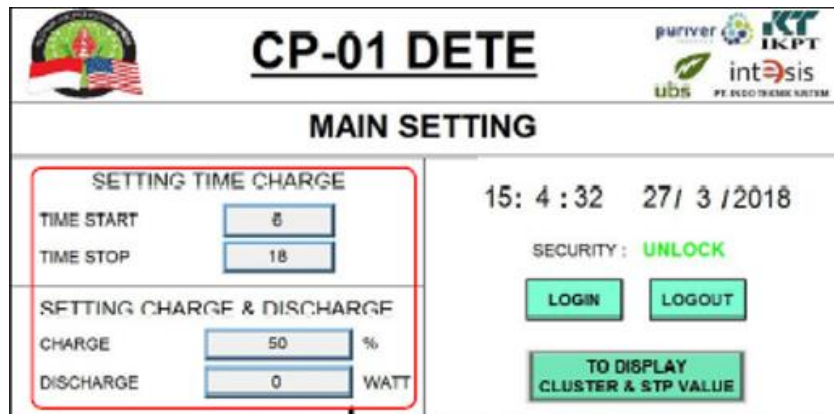 CP-01 DETE
puriver
IKPT
ubs
intesis
PT. INDO TEKNIK SISTEM
MAIN SETTING
SETTING TIME CHARGE
TIME START 6
TIME STOP 18
SETTING CHARGE & DISCHARGE
CHARGE 50 %
DISCHARGE 0 WATT
15: 4 : 32 27/ 3 /2018
SECURITY : UNLOCK
LOGIN LOGOUT
TO DISPLAY
CLUSTER & STP VALUE